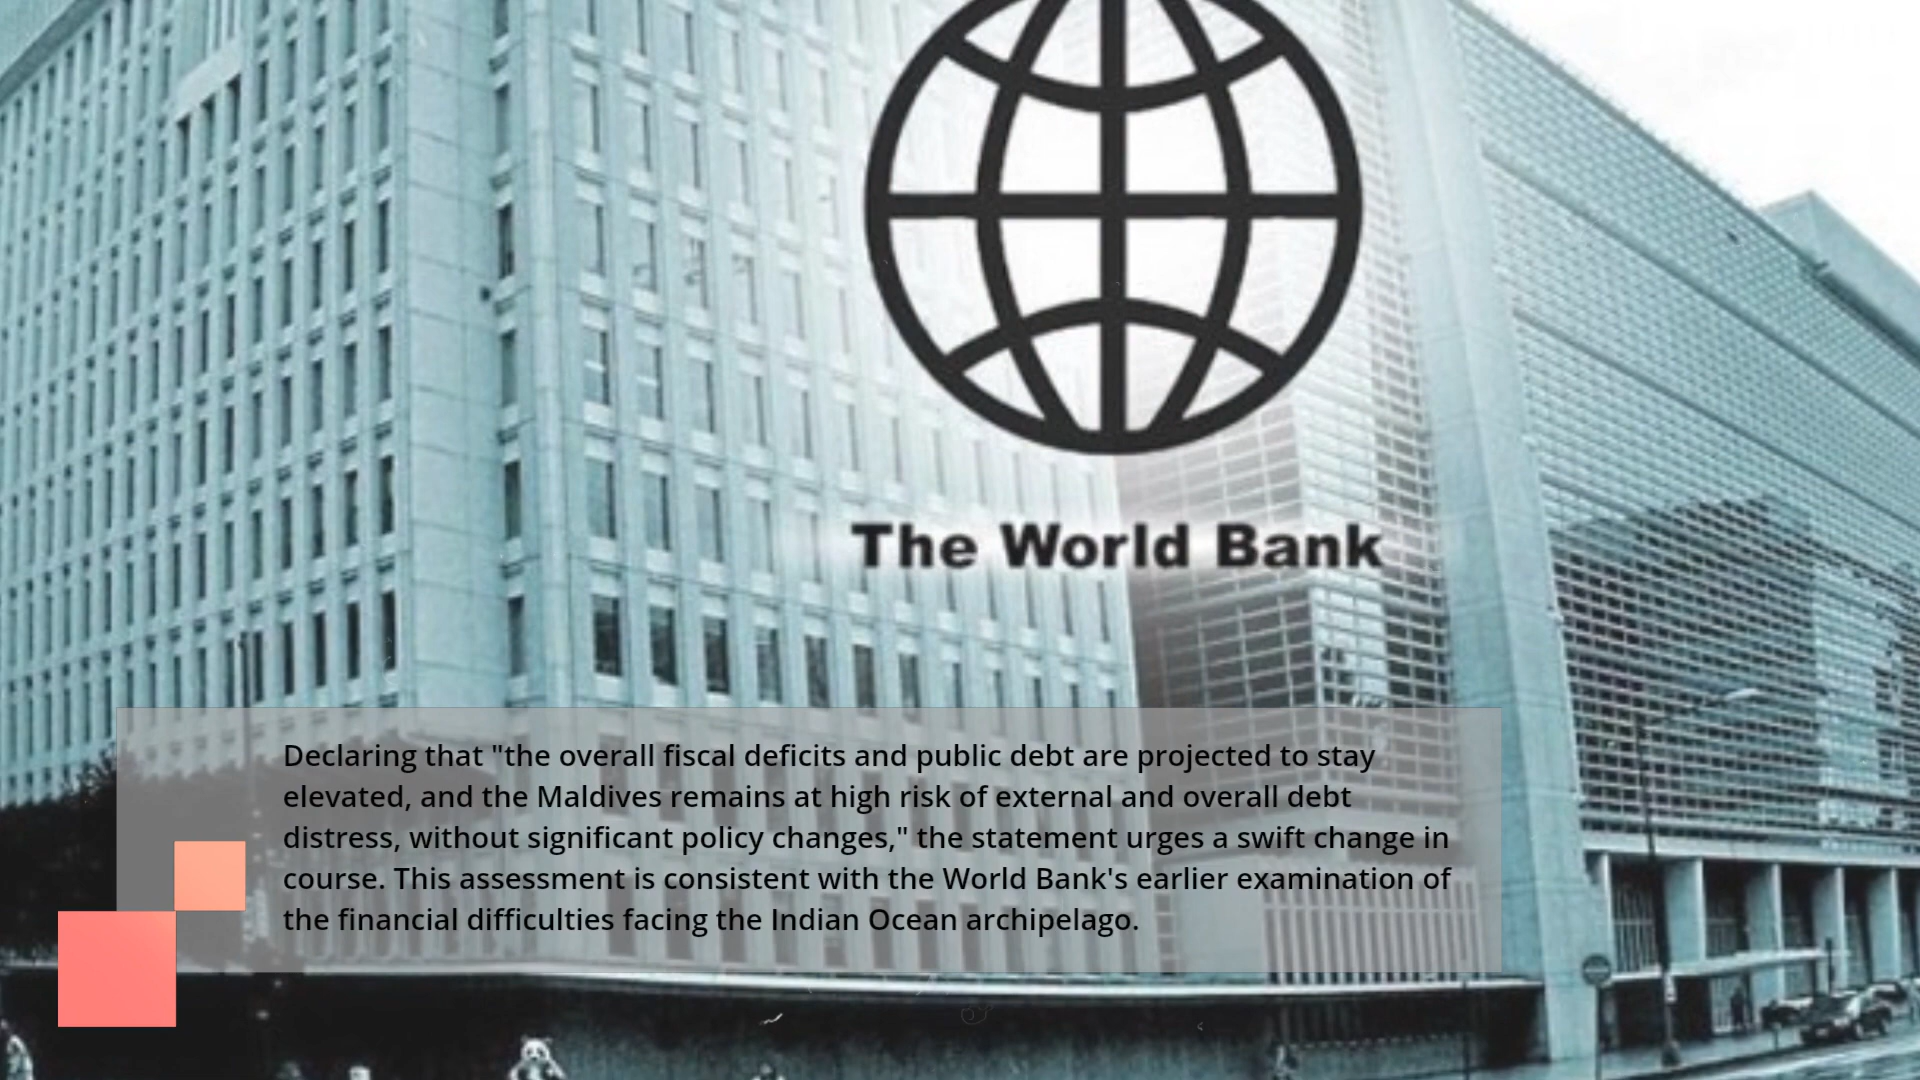 The World Bank
Declaring that "the overall fiscal deficits and public debt are projected to stay
elevated, and the Maldives remains at high risk of external and overall debt
distress, without significant policy changes," the statement urges a swift change in
course. This assessment is consistent with the World Bank's earlier examination of
the financial difficulties facing the Indian Ocean archipelago.